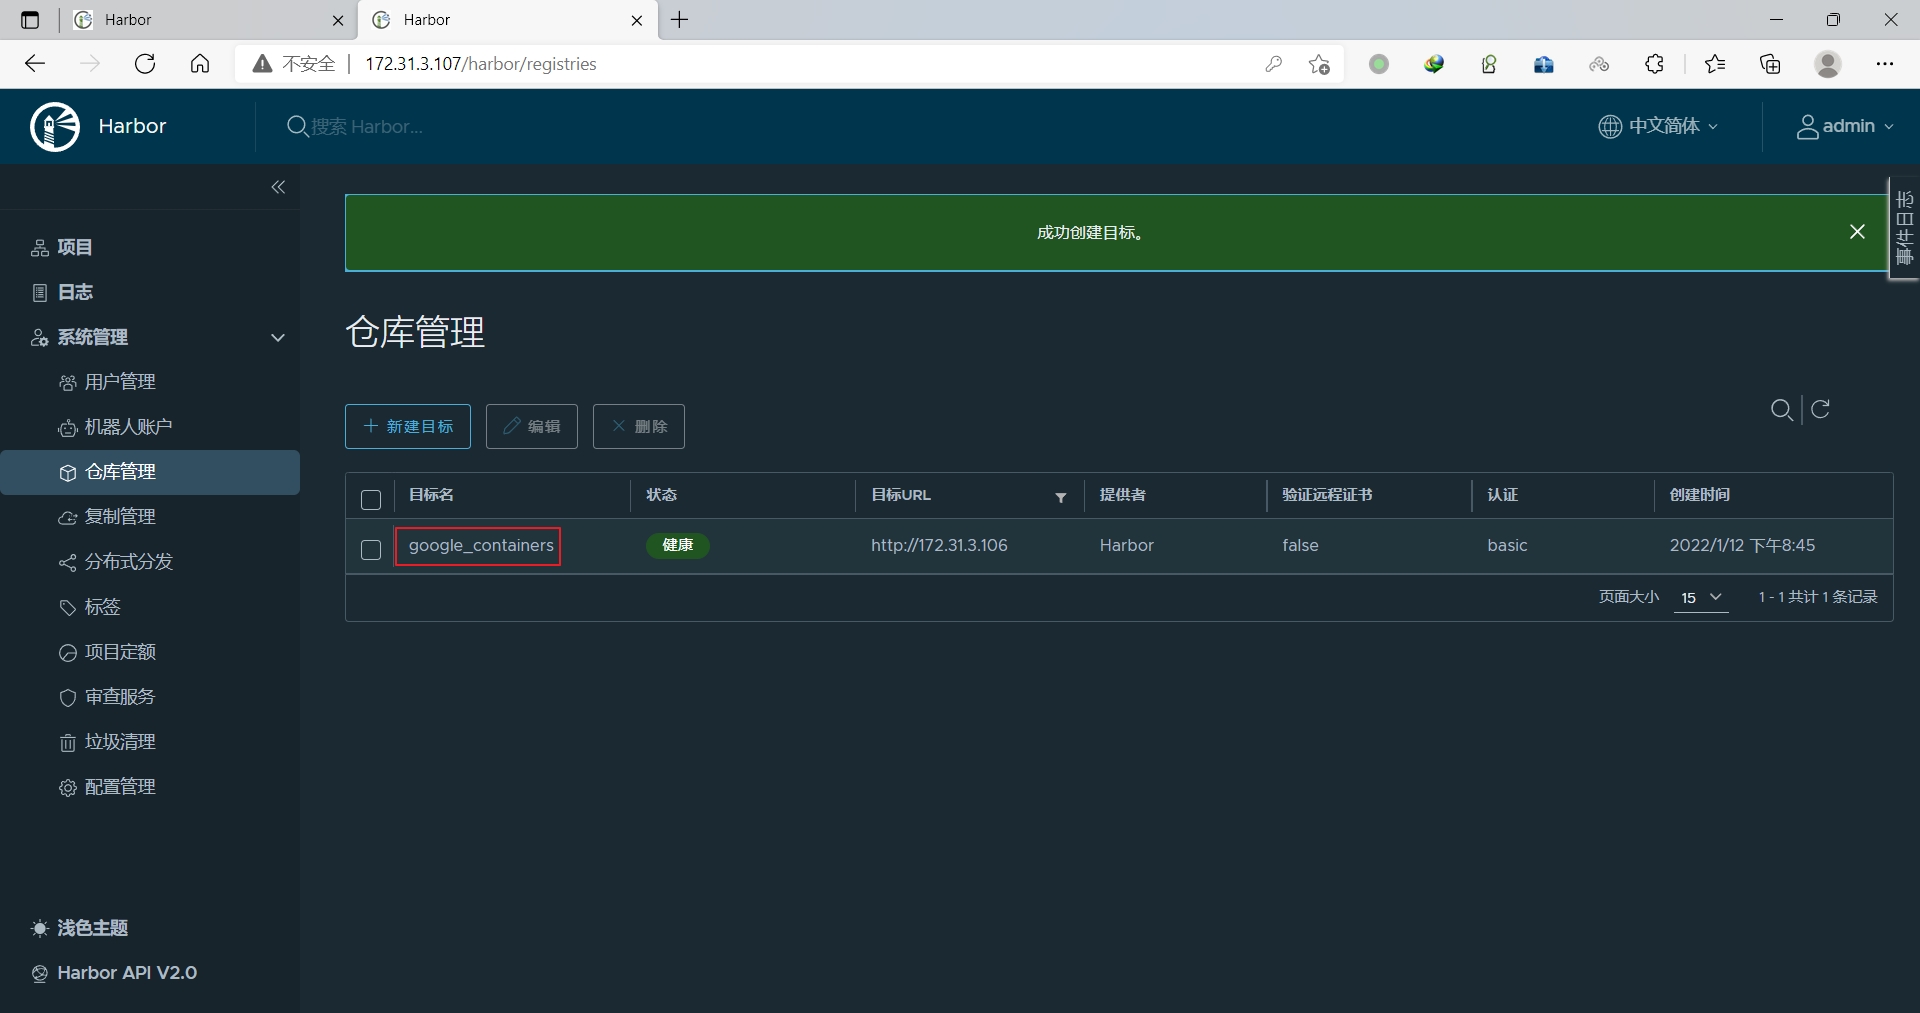 Harbor
Harbor
不安全 172.31.3.107/harbor/registries
Harbor
搜索 Harbor...
中文简体
admin
项目
日志
系统管理
用户管理
机器人账户
仓库管理
复制管理
分布式分发
标签
项目定额
审查服务
垃圾清理
配置管理
浅色主题
Harbor API V2.0
成功创建目标。
事件日志
仓库管理
新建目标
编辑
删除
目标名 状态 目标URL 提供者 验证远程证书 认证 创建时间
google_containers 健康 http://172.31.3.106 Harbor false basic 2022/1/12 下午8:45
页面大小 15 1 - 1 共计 1 条记录